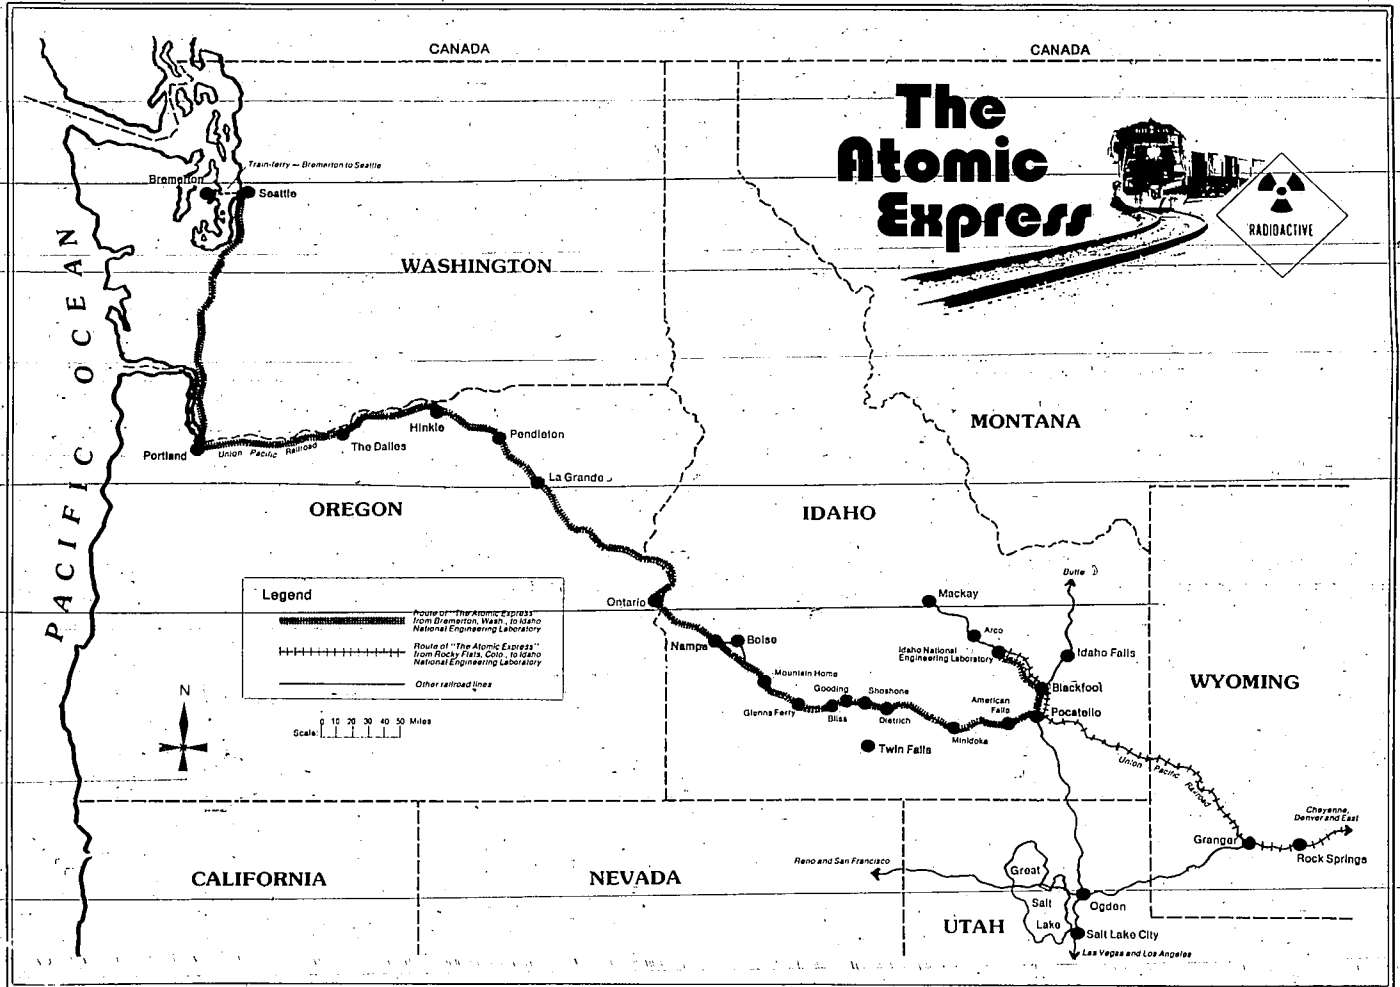 CANADA
CANADA
The
Atomic
Express
RADIOACTIVE
Train-ferry — Bremerton to Seattle
Bremerton
Seattle
WASHINGTON
PACIFIC OCEAN
MONTANA
Portland
Union Pacific Railroad
The Dalles
Hinkle
Pendleton
La Grande
OREGON
IDAHO
Butte
Legend
Route of "The Atomic Express"
from Bremerton, Wash., to Idaho
National Engineering Laboratory
Route of "The Atomic Express"
from Rocky Flats, Colo., to Idaho
National Engineering Laboratory
Other railroad lines
N
Scale:
0 10 20 30 40 50 Miles
Ontario
Nampa
Boise
Mackay
Arco
Idaho National
Engineering Laboratory
Idaho Falls
Mountain Home
Glenns Ferry
Gooding
Bliss
Shoshone
Dietrich
American
Falls
Blackfoot
Pocatello
Minidoka
Twin Falls
WYOMING
Union Pacific
Railroad
Cheyenne,
Denver and East
Granger
Rock Springs
Reno and San Francisco
CALIFORNIA
NEVADA
UTAH
Great
Salt
Lake
Ogden
Salt Lake City
Las Vegas and Los Angeles